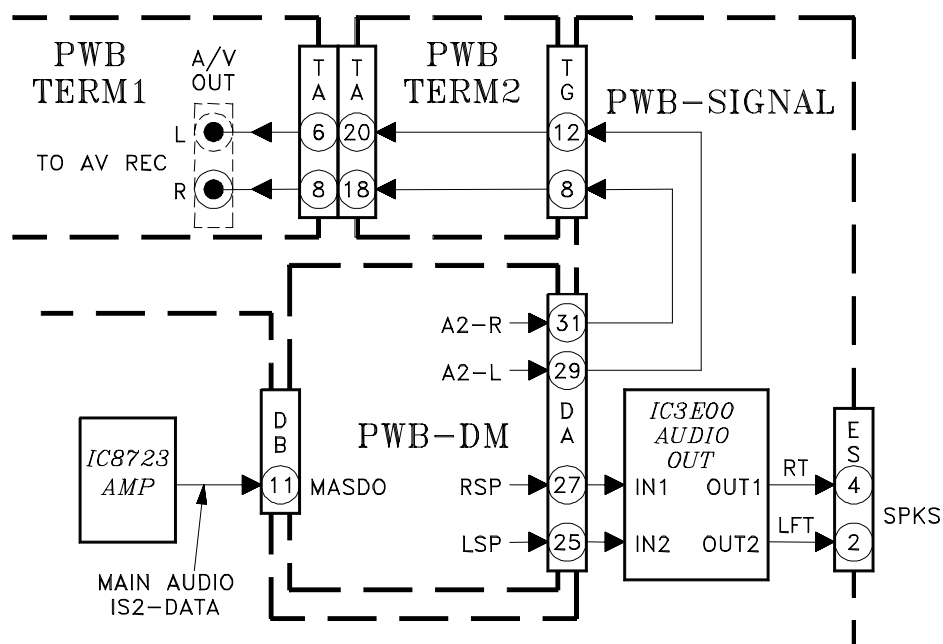 PWB
TERM1
A/V
OUT
L
TO AV REC
R
T
A
6
8
T
A
20
18
PWB
TERM2
T
G
12
8
PWB-SIGNAL
A2-R
31
A2-L
29
D
A
PWB-DM
D
B
IC8723
AMP
11
MASDO
MAIN AUDIO
IS2-DATA
RSP
27
LSP
25
IC3E00
AUDIO
OUT
IN1
OUT1
IN2
OUT2
RT
LFT
E
S
4
2
SPKS